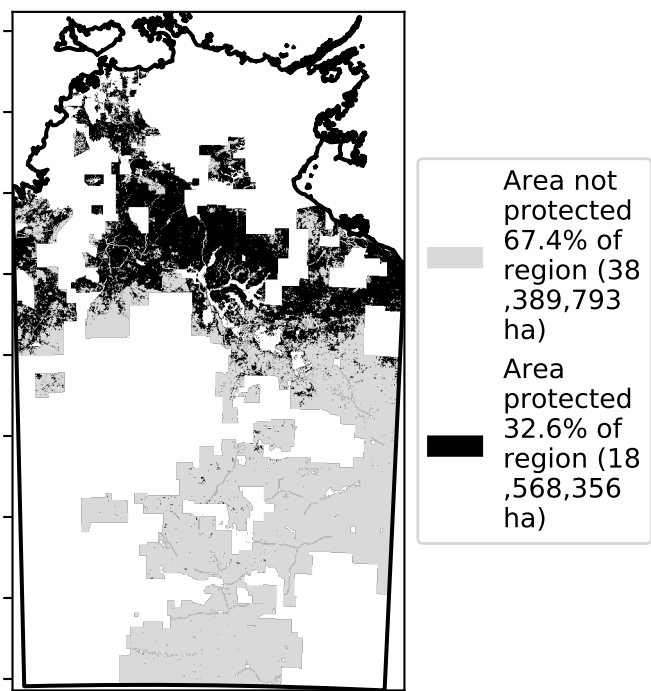 Area not
protected
67.4% of
region (38
,389,793
ha)
Area
protected
32.6% of
region (18
,568,356
ha)